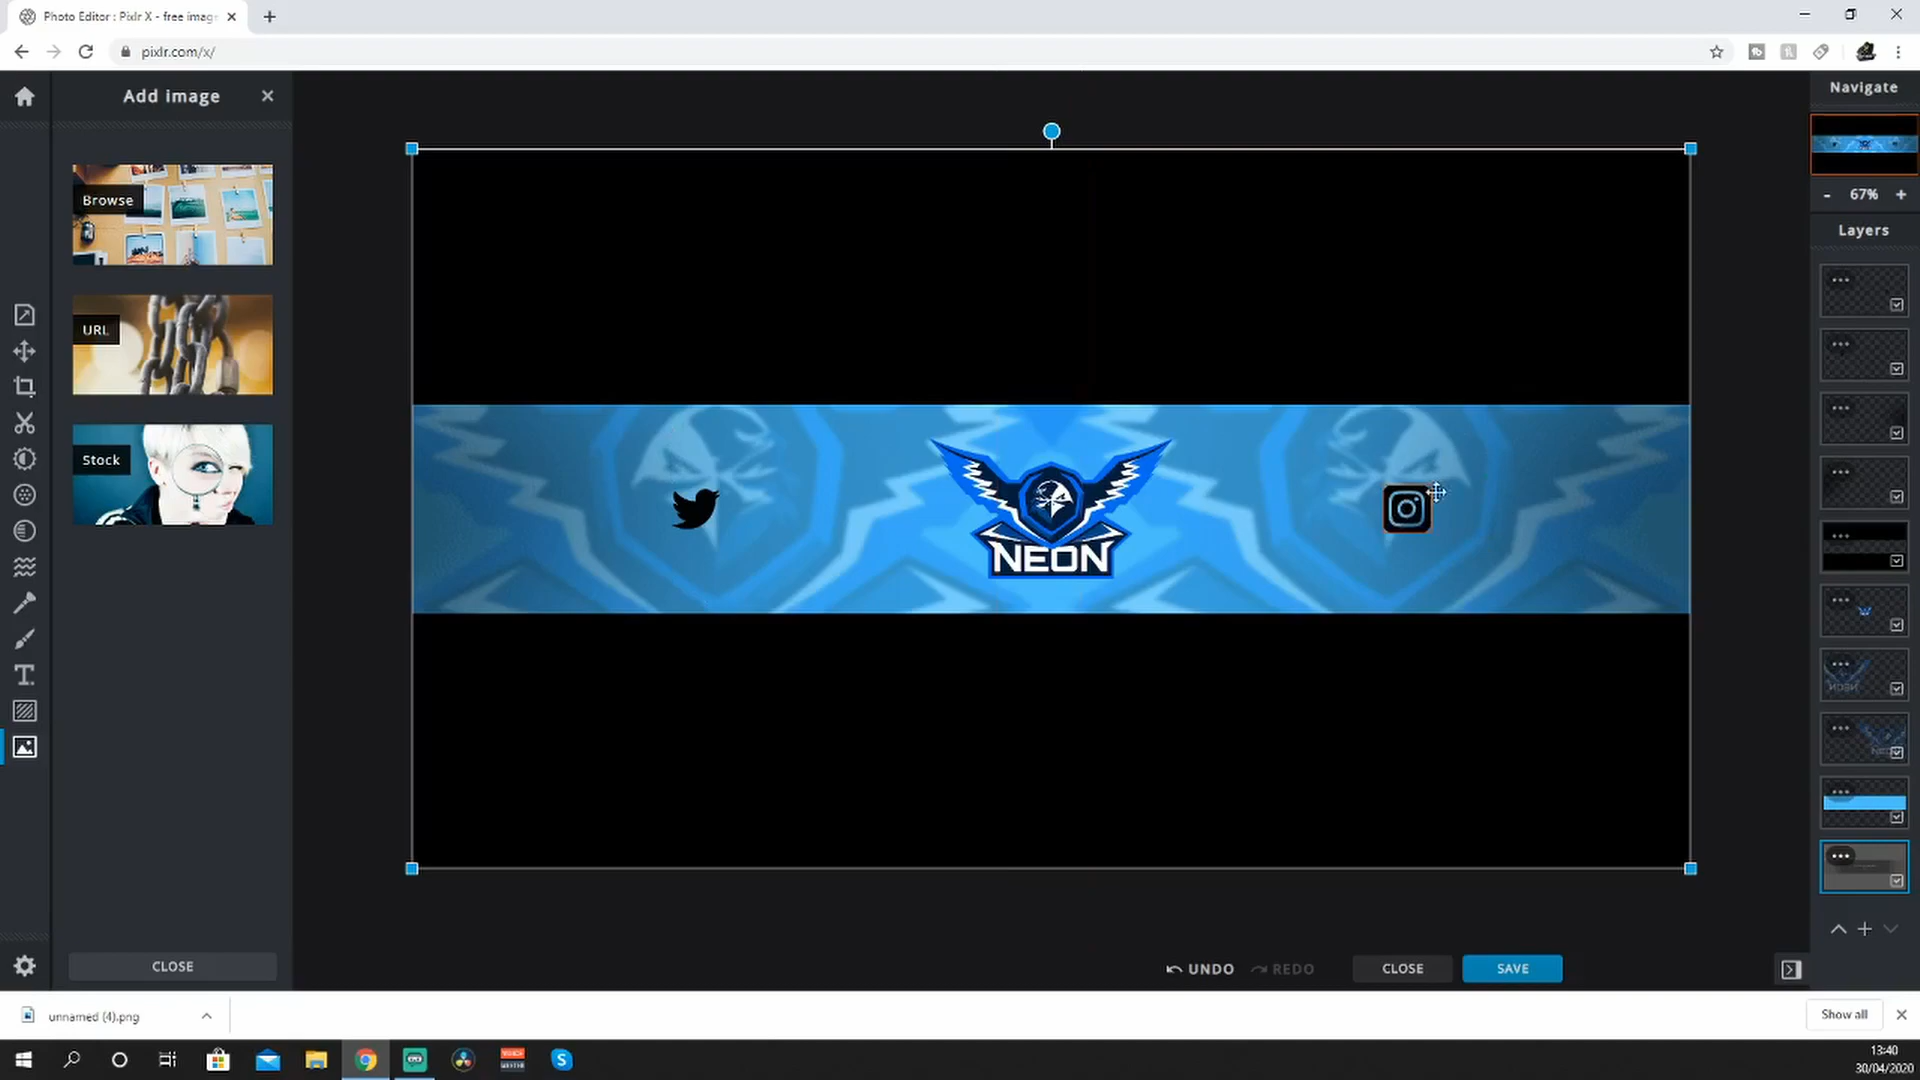 Photo Editor : Pixlr X - free imag
pixlr.com/x/
Add image
Browse
URL
Stock
CLOSE
NEON
UNDO
REDO
CLOSE
SAVE
Navigate
67%
Layers
unnamed (4).png
Show all
13:40
30/04/2020